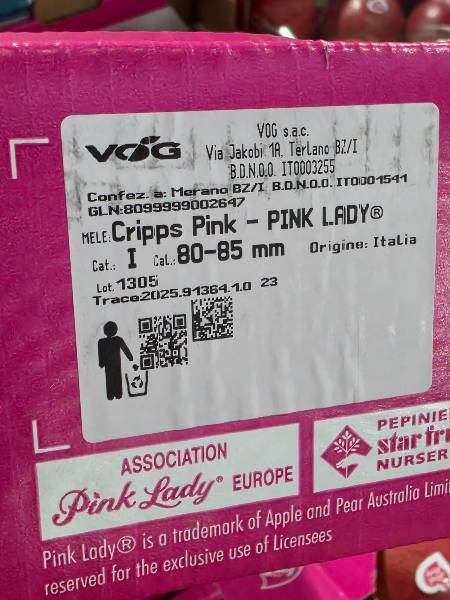 VOG
VOG s.a.c.
Via Jakobi 1A, Terlano BZ/I
B.D.N.O.O. IT0003255
Confez. a: Merano BZ/I B.D.N.O.O. IT0001541
GLN:8099999002647
MELE: Cripps Pink - PINK LADY®
Cat.: I Cal.: 80-85 mm Origine: Italia
Lot. 1305
Trace2025.91364.1.0 23
ASSOCIATION
Pink Lady® EUROPE
PEPINIE
star fr
NURSER
Pink Lady® is a trademark of Apple and Pear Australia Limi
reserved for the exclusive use of Licensees